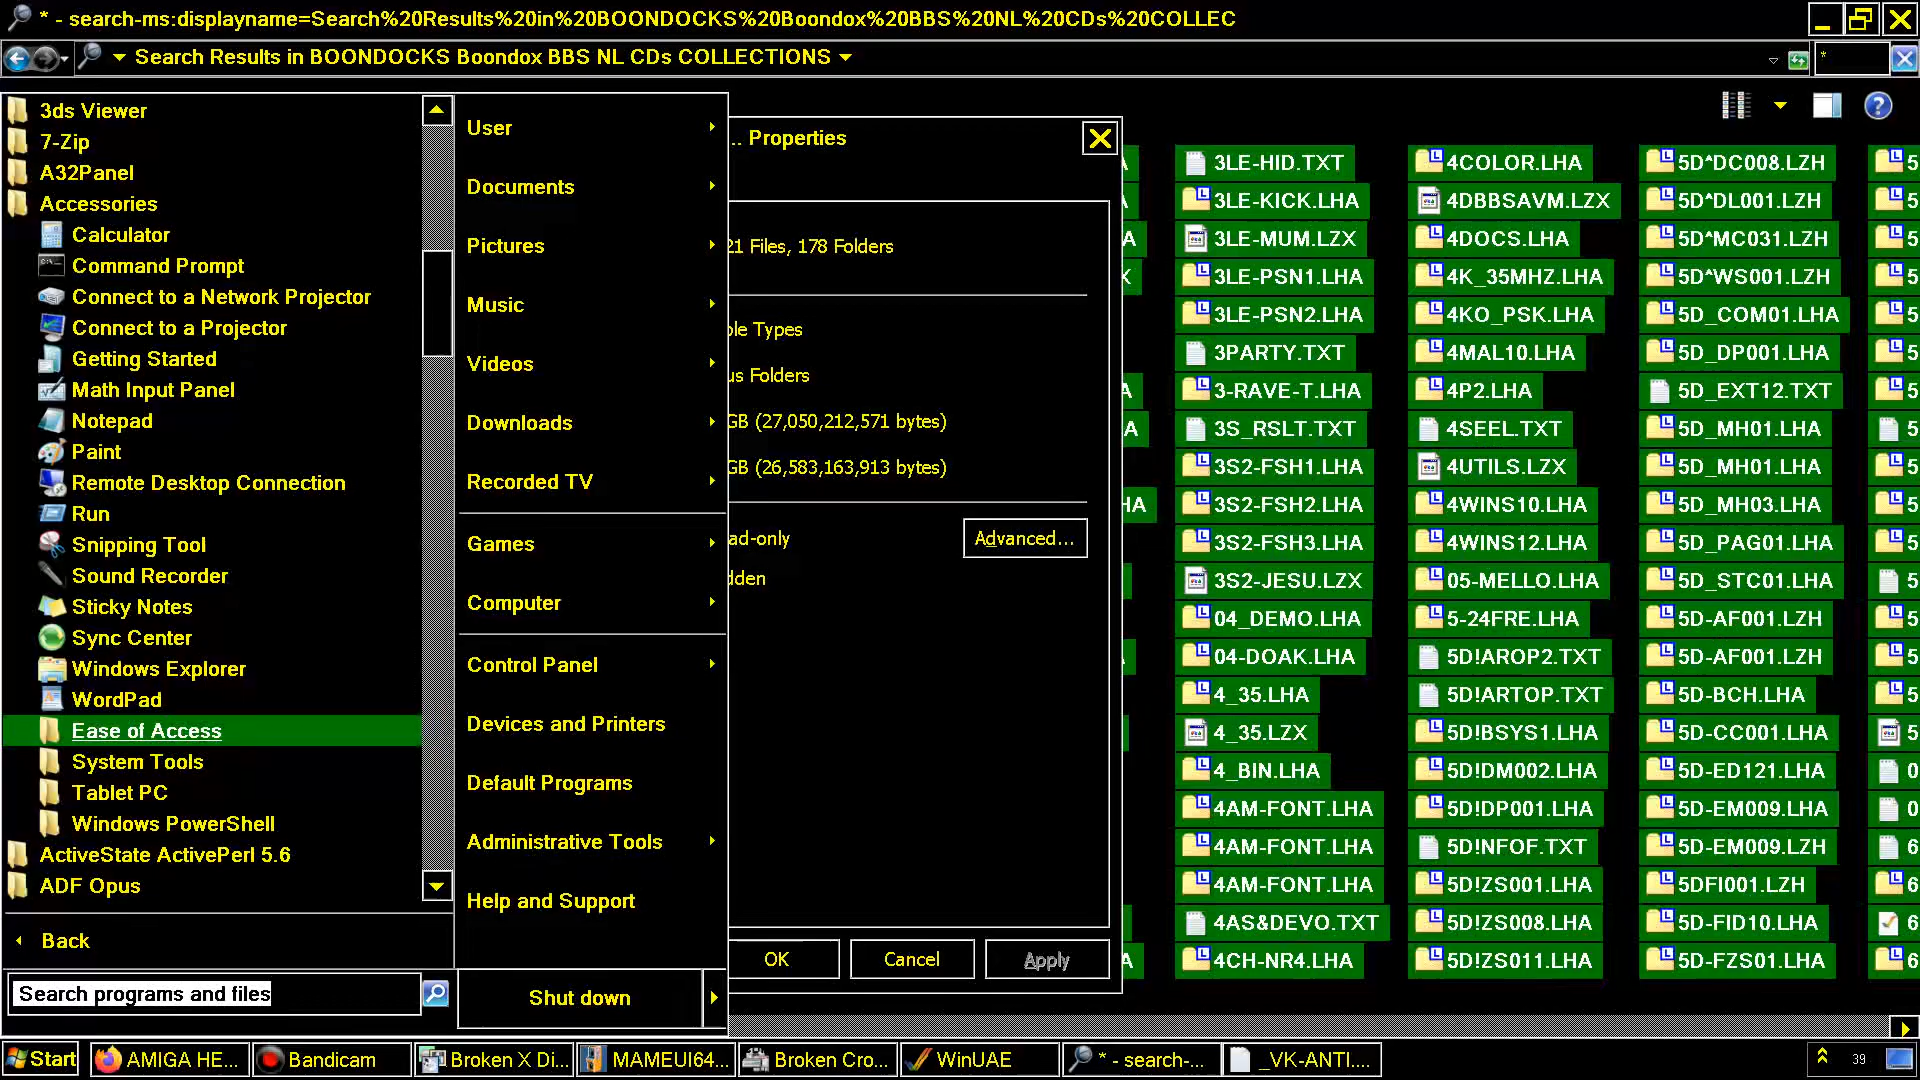 * - search-ms:displayname=Search%20Results%20in%20BOONDOCKS%20Boondox%20BBS%20NL%20CDs%20COLLEC
Search Results in BOONDOCKS Boondox BBS NL CDs COLLECTIONS
*
3ds Viewer
7-Zip
A32Panel
Accessories
Calculator
Command Prompt
Connect to a Network Projector
Connect to a Projector
Getting Started
Math Input Panel
Notepad
Paint
Remote Desktop Connection
Run
Snipping Tool
Sound Recorder
Sticky Notes
Sync Center
Windows Explorer
WordPad
Ease of Access
System Tools
Tablet PC
Windows PowerShell
ActiveState ActivePerl 5.6
ADF Opus
Back
Search programs and files
User
Documents
Pictures
Music
Videos
Downloads
Recorded TV
Games
Computer
Control Panel
Devices and Printers
Default Programs
Administrative Tools
Help and Support
Shut down
.. Properties
21 Files, 178 Folders
ple Types
us Folders
GB (27,050,212,571 bytes)
GB (26,583,163,913 bytes)
ad-only
Advanced...
dden
OK
Cancel
Apply
3LE-HID.TXT
3LE-KICK.LHA
3LE-MUM.LZX
3LE-PSN1.LHA
3LE-PSN2.LHA
3PARTY.TXT
3-RAVE-T.LHA
3S_RSLT.TXT
3S2-FSH1.LHA
3S2-FSH2.LHA
3S2-FSH3.LHA
3S2-JESU.LZX
04_DEMO.LHA
04-DOAK.LHA
4_35.LHA
4_35.LZX
4_BIN.LHA
4AM-FONT.LHA
4AM-FONT.LHA
4AM-FONT.LHA
4AS&DEVO.TXT
4CH-NR4.LHA
4COLOR.LHA
4DBBSAVM.LZX
4DOCS.LHA
4K_35MHZ.LHA
4KO_PSK.LHA
4MAL10.LHA
4P2.LHA
4SEEL.TXT
4UTILS.LZX
4WINS10.LHA
4WINS12.LHA
05-MELLO.LHA
5-24FRE.LHA
5D!AROP2.TXT
5D!ARTOP.TXT
5D!BSYS1.LHA
5D!DM002.LHA
5D!DP001.LHA
5D!NFOF.TXT
5D!ZS001.LHA
5D!ZS008.LHA
5D!ZS011.LHA
5D^DC008.LZH
5D^DL001.LZH
5D^MC031.LZH
5D^WS001.LZH
5D_COM01.LHA
5D_DP001.LHA
5D_EXT12.TXT
5D_MH01.LHA
5D_MH01.LHA
5D_MH03.LHA
5D_PAG01.LHA
5D_STC01.LHA
5D-AF001.LZH
5D-AF001.LZH
5D-BCH.LHA
5D-CC001.LHA
5D-ED121.LHA
5D-EM009.LHA
5D-EM009.LZH
5DFI001.LZH
5D-FID10.LHA
5D-FZS01.LHA
Start
AMIGA HE...
Bandicam
Broken X Di...
MAMEUI64...
Broken Cro...
WinUAE
* - search-...
_VK-ANTI....
39